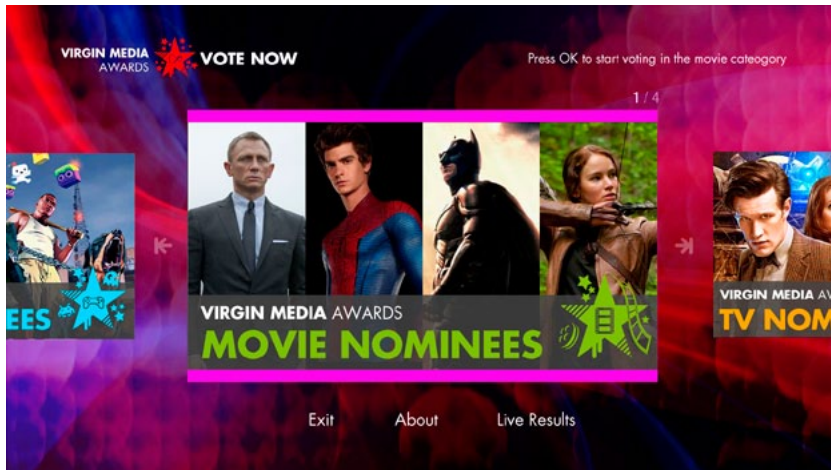 VIRGIN MEDIA
AWARDS
VOTE NOW
Press OK to start voting in the movie cateogory
1 / 4
EES
VIRGIN MEDIA AWARDS
MOVIE NOMINEES
VIRGIN MEDIA AV
TV NOM
Exit About Live Results